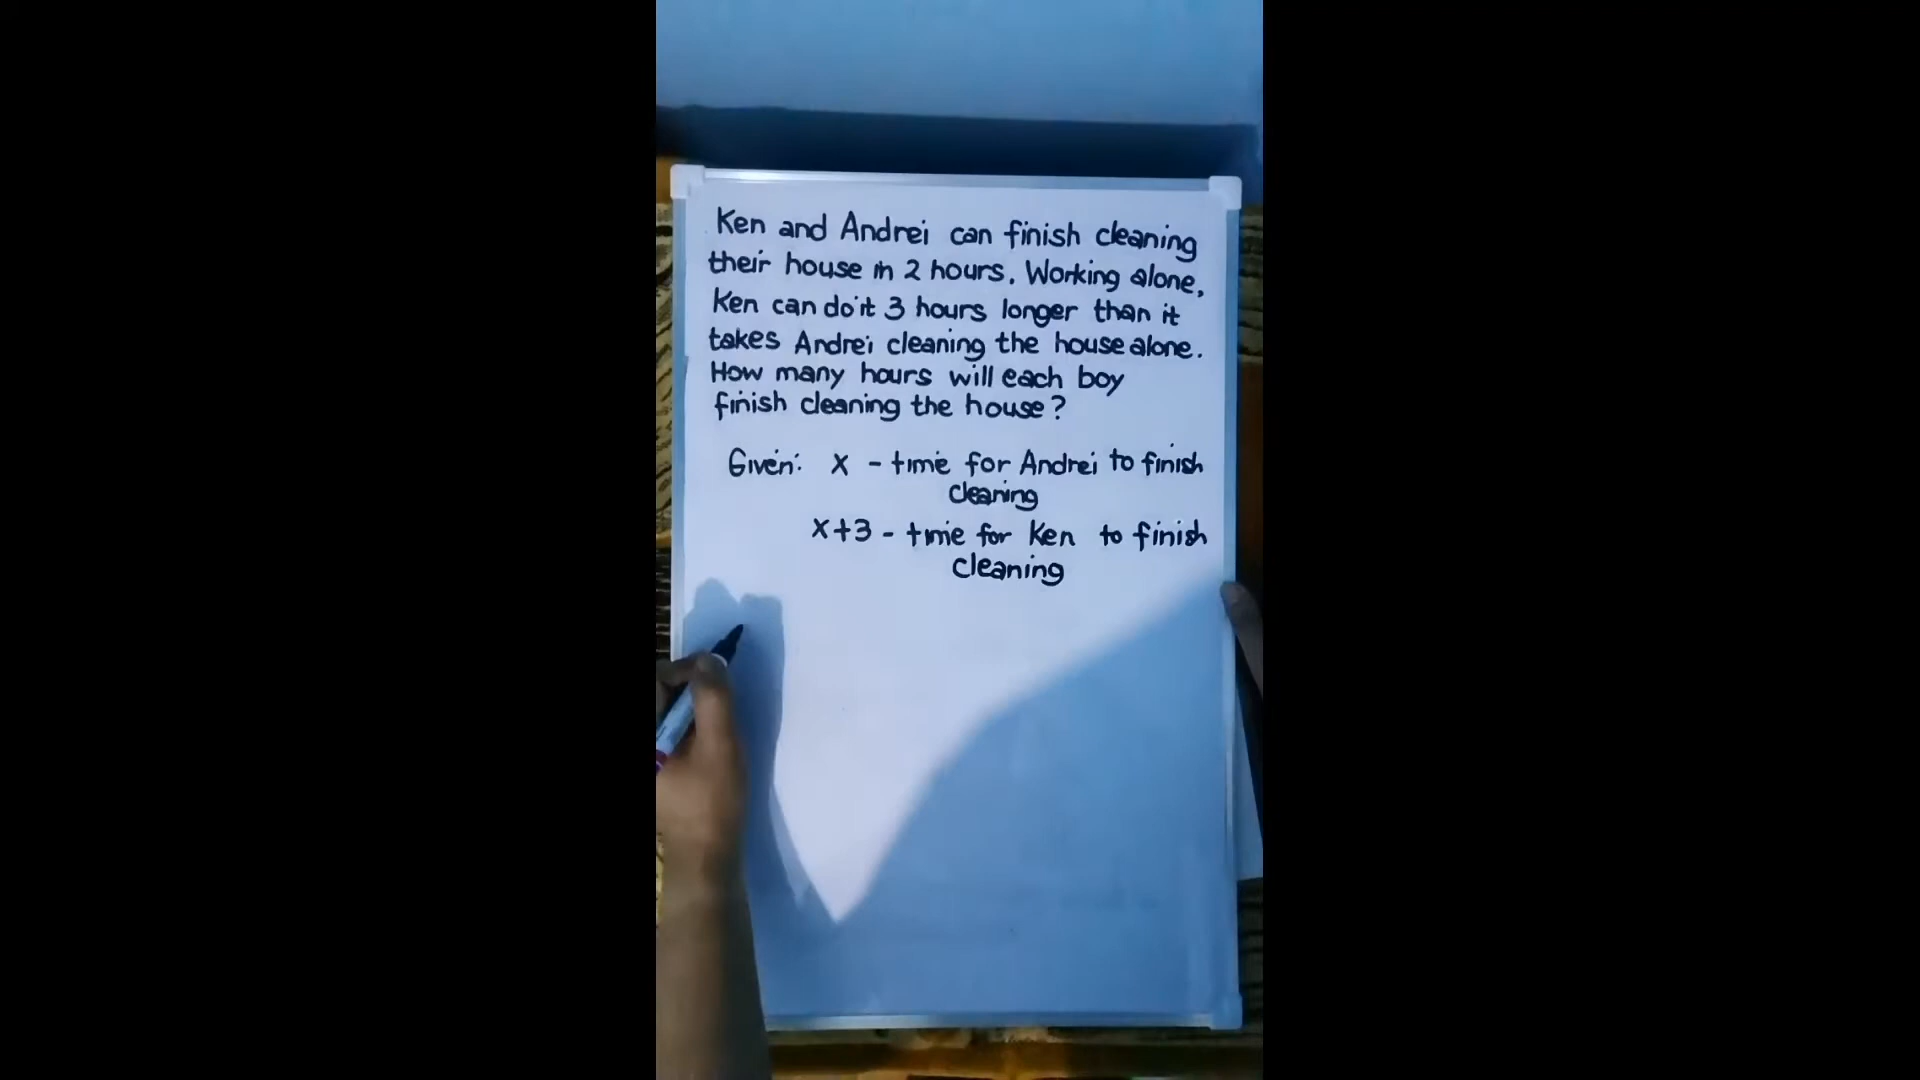 Ken and Andrei can finish cleaning
their house in 2 hours. Working alone,
Ken can do it 3 hours longer than it
takes Andrei cleaning the house alone.
How many hours will each boy
finish cleaning the house?
Given: x - time for Andrei to finish
cleaning
x+3 - time for Ken to finish
cleaning